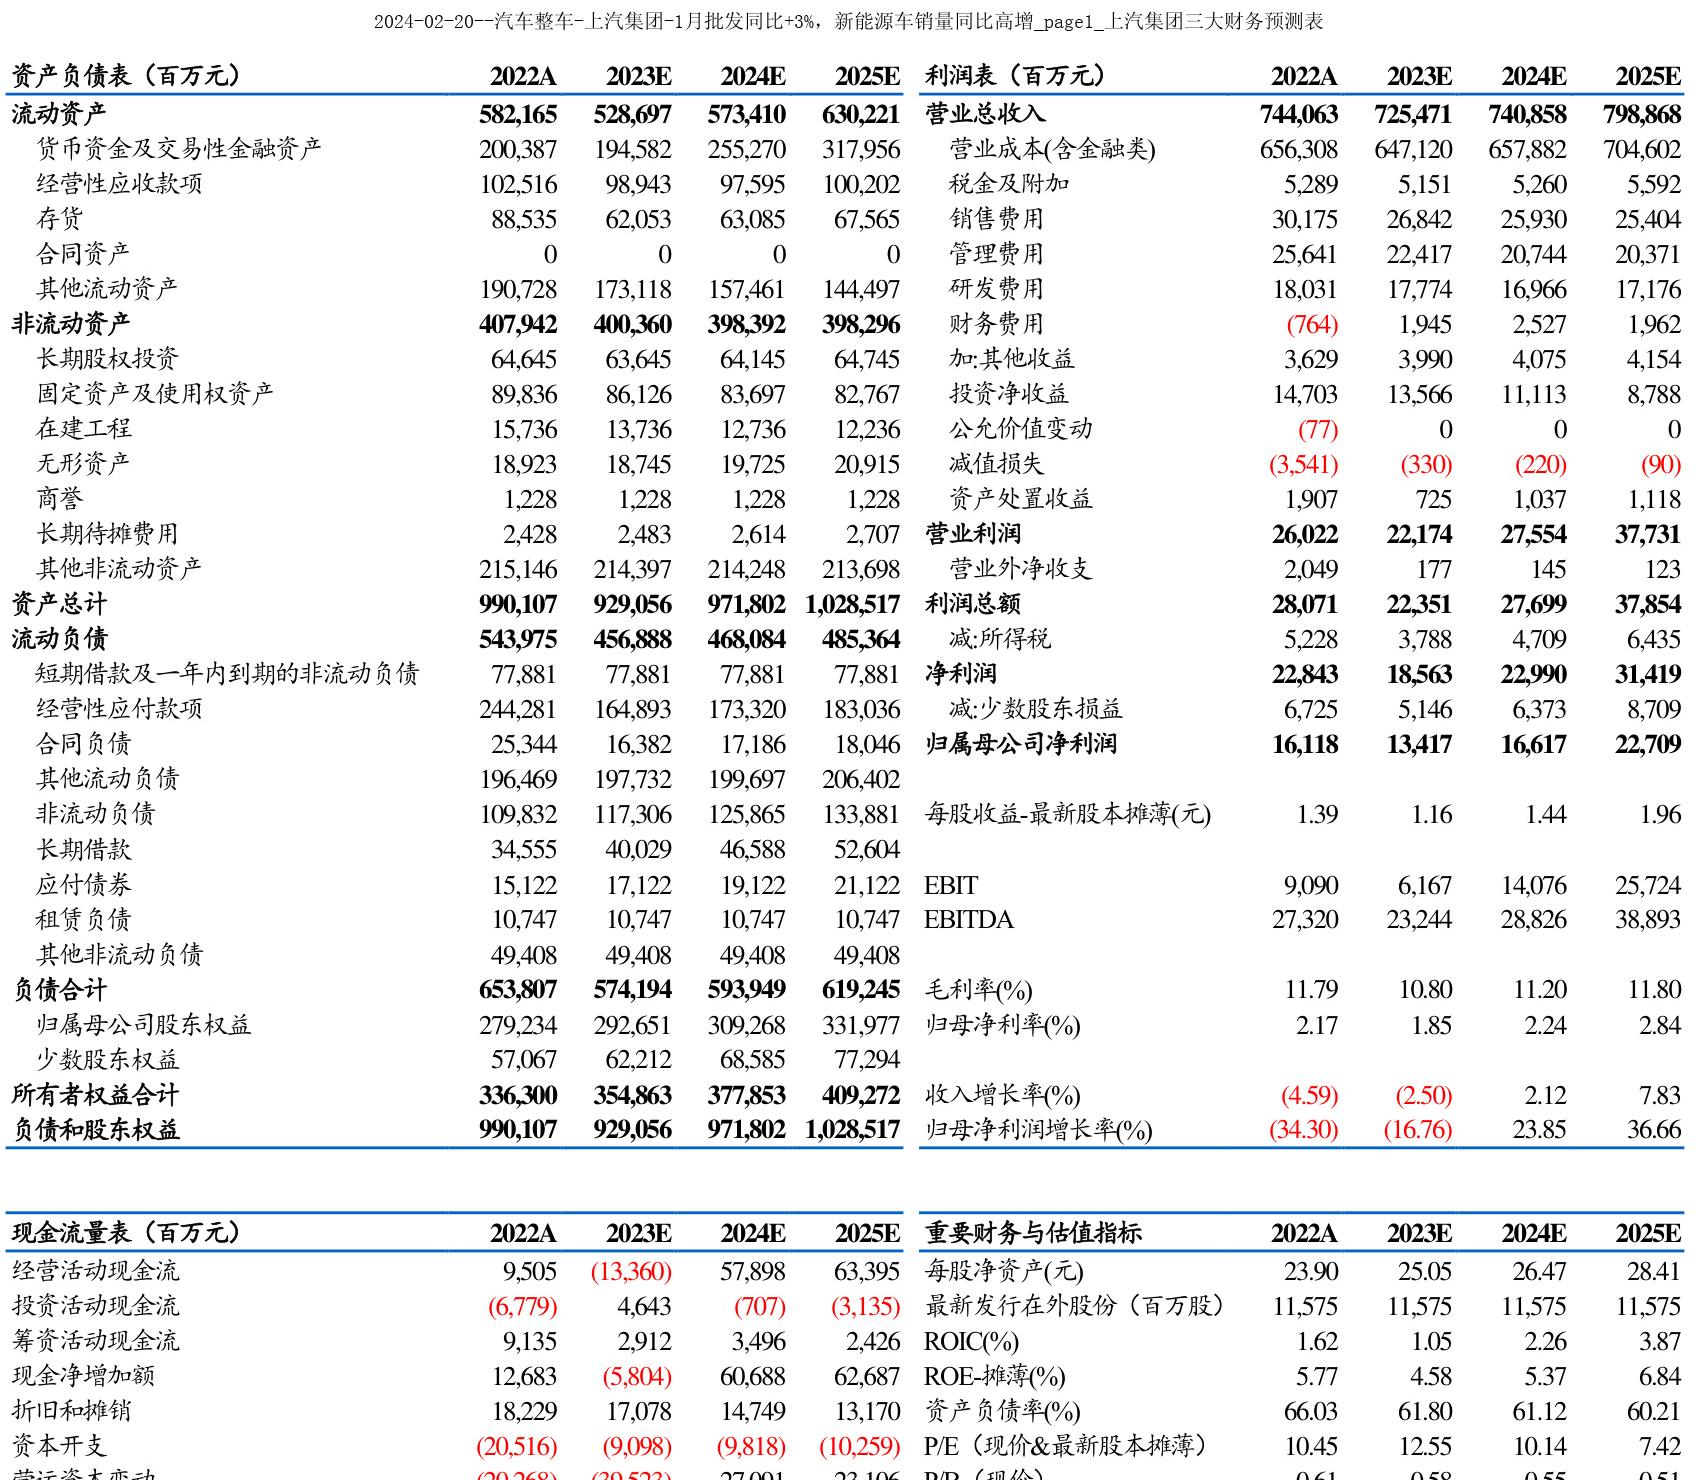 2024-02-20--汽车整车-上汽集团-1月批发同比+3%，新能源车销量同比高增_page1_上汽集团三大财务预测表
资产负债表（百万元） 2022A 2023E 2024E 2025E 利润表（百万元） 2022A 2023E 2024E 2025E
流动资产 582,165 528,697 573,410 630,221 营业总收入 744,063 725,471 740,858 798,868
货币资金及交易性金融资产 200,387 194,582 255,270 317,956 营业成本(含金融类) 656,308 647,120 657,882 704,602
经营性应收款项 102,516 98,943 97,595 100,202 税金及附加 5,289 5,151 5,260 5,592
存货 88,535 62,053 63,085 67,565 销售费用 30,175 26,842 25,930 25,404
合同资产 0 0 0 0 管理费用 25,641 22,417 20,744 20,371
其他流动资产 190,728 173,118 157,461 144,497 研发费用 18,031 17,774 16,966 17,176
非流动资产 407,942 400,360 398,392 398,296 财务费用 (764) 1,945 2,527 1,962
长期股权投资 64,645 63,645 64,145 64,745 加:其他收益 3,629 3,990 4,075 4,154
固定资产及使用权资产 89,836 86,126 83,697 82,767 投资净收益 14,703 13,566 11,113 8,788
在建工程 15,736 13,736 12,736 12,236 公允价值变动 (77) 0 0 0
无形资产 18,923 18,745 19,725 20,915 减值损失 (3,541) (330) (220) (90)
商誉 1,228 1,228 1,228 1,228 资产处置收益 1,907 725 1,037 1,118
长期待摊费用 2,428 2,483 2,614 2,707 营业利润 26,022 22,174 27,554 37,731
其他非流动资产 215,146 214,397 214,248 213,698 营业外净收支 2,049 177 145 123
资产总计 990,107 929,056 971,802 1,028,517 利润总额 28,071 22,351 27,699 37,854
流动负债 543,975 456,888 468,084 485,364 减:所得税 5,228 3,788 4,709 6,435
短期借款及一年内到期的非流动负债 77,881 77,881 77,881 77,881 净利润 22,843 18,563 22,990 31,419
经营性应付款项 244,281 164,893 173,320 183,036 减:少数股东损益 6,725 5,146 6,373 8,709
合同负债 25,344 16,382 17,186 18,046 归属母公司净利润 16,118 13,417 16,617 22,709
其他流动负债 196,469 197,732 199,697 206,402
非流动负债 109,832 117,306 125,865 133,881 每股收益-最新股本摊薄(元) 1.39 1.16 1.44 1.96
长期借款 34,555 40,029 46,588 52,604
应付债券 15,122 17,122 19,122 21,122 EBIT 9,090 6,167 14,076 25,724
租赁负债 10,747 10,747 10,747 10,747 EBITDA 27,320 23,244 28,826 38,893
其他非流动负债 49,408 49,408 49,408 49,408
负债合计 653,807 574,194 593,949 619,245 毛利率(%) 11.79 10.80 11.20 11.80
归属母公司股东权益 279,234 292,651 309,268 331,977 归母净利率(%) 2.17 1.85 2.24 2.84
少数股东权益 57,067 62,212 68,585 77,294
所有者权益合计 336,300 354,863 377,853 409,272 收入增长率(%) (4.59) (2.50) 2.12 7.83
负债和股东权益 990,107 929,056 971,802 1,028,517 归母净利润增长率(%) (34.30) (16.76) 23.85 36.66
现金流量表（百万元） 2022A 2023E 2024E 2025E 重要财务与估值指标 2022A 2023E 2024E 2025E
经营活动现金流 9,505 (13,360) 57,898 63,395 每股净资产(元) 23.90 25.05 26.47 28.41
投资活动现金流 (6,779) 4,643 (707) (3,135) 最新发行在外股份（百万股） 11,575 11,575 11,575 11,575
筹资活动现金流 9,135 2,912 3,496 2,426 ROIC(%) 1.62 1.05 2.26 3.87
现金净增加额 12,683 (5,804) 60,688 62,687 ROE-摊薄(%) 5.77 4.58 5.37 6.84
折旧和摊销 18,229 17,078 14,749 13,170 资产负债率(%) 66.03 61.80 61.12 60.21
资本开支 (20,516) (9,098) (9,818) (10,259) P/E（现价&最新股本摊薄） 10.45 12.55 10.14 7.42